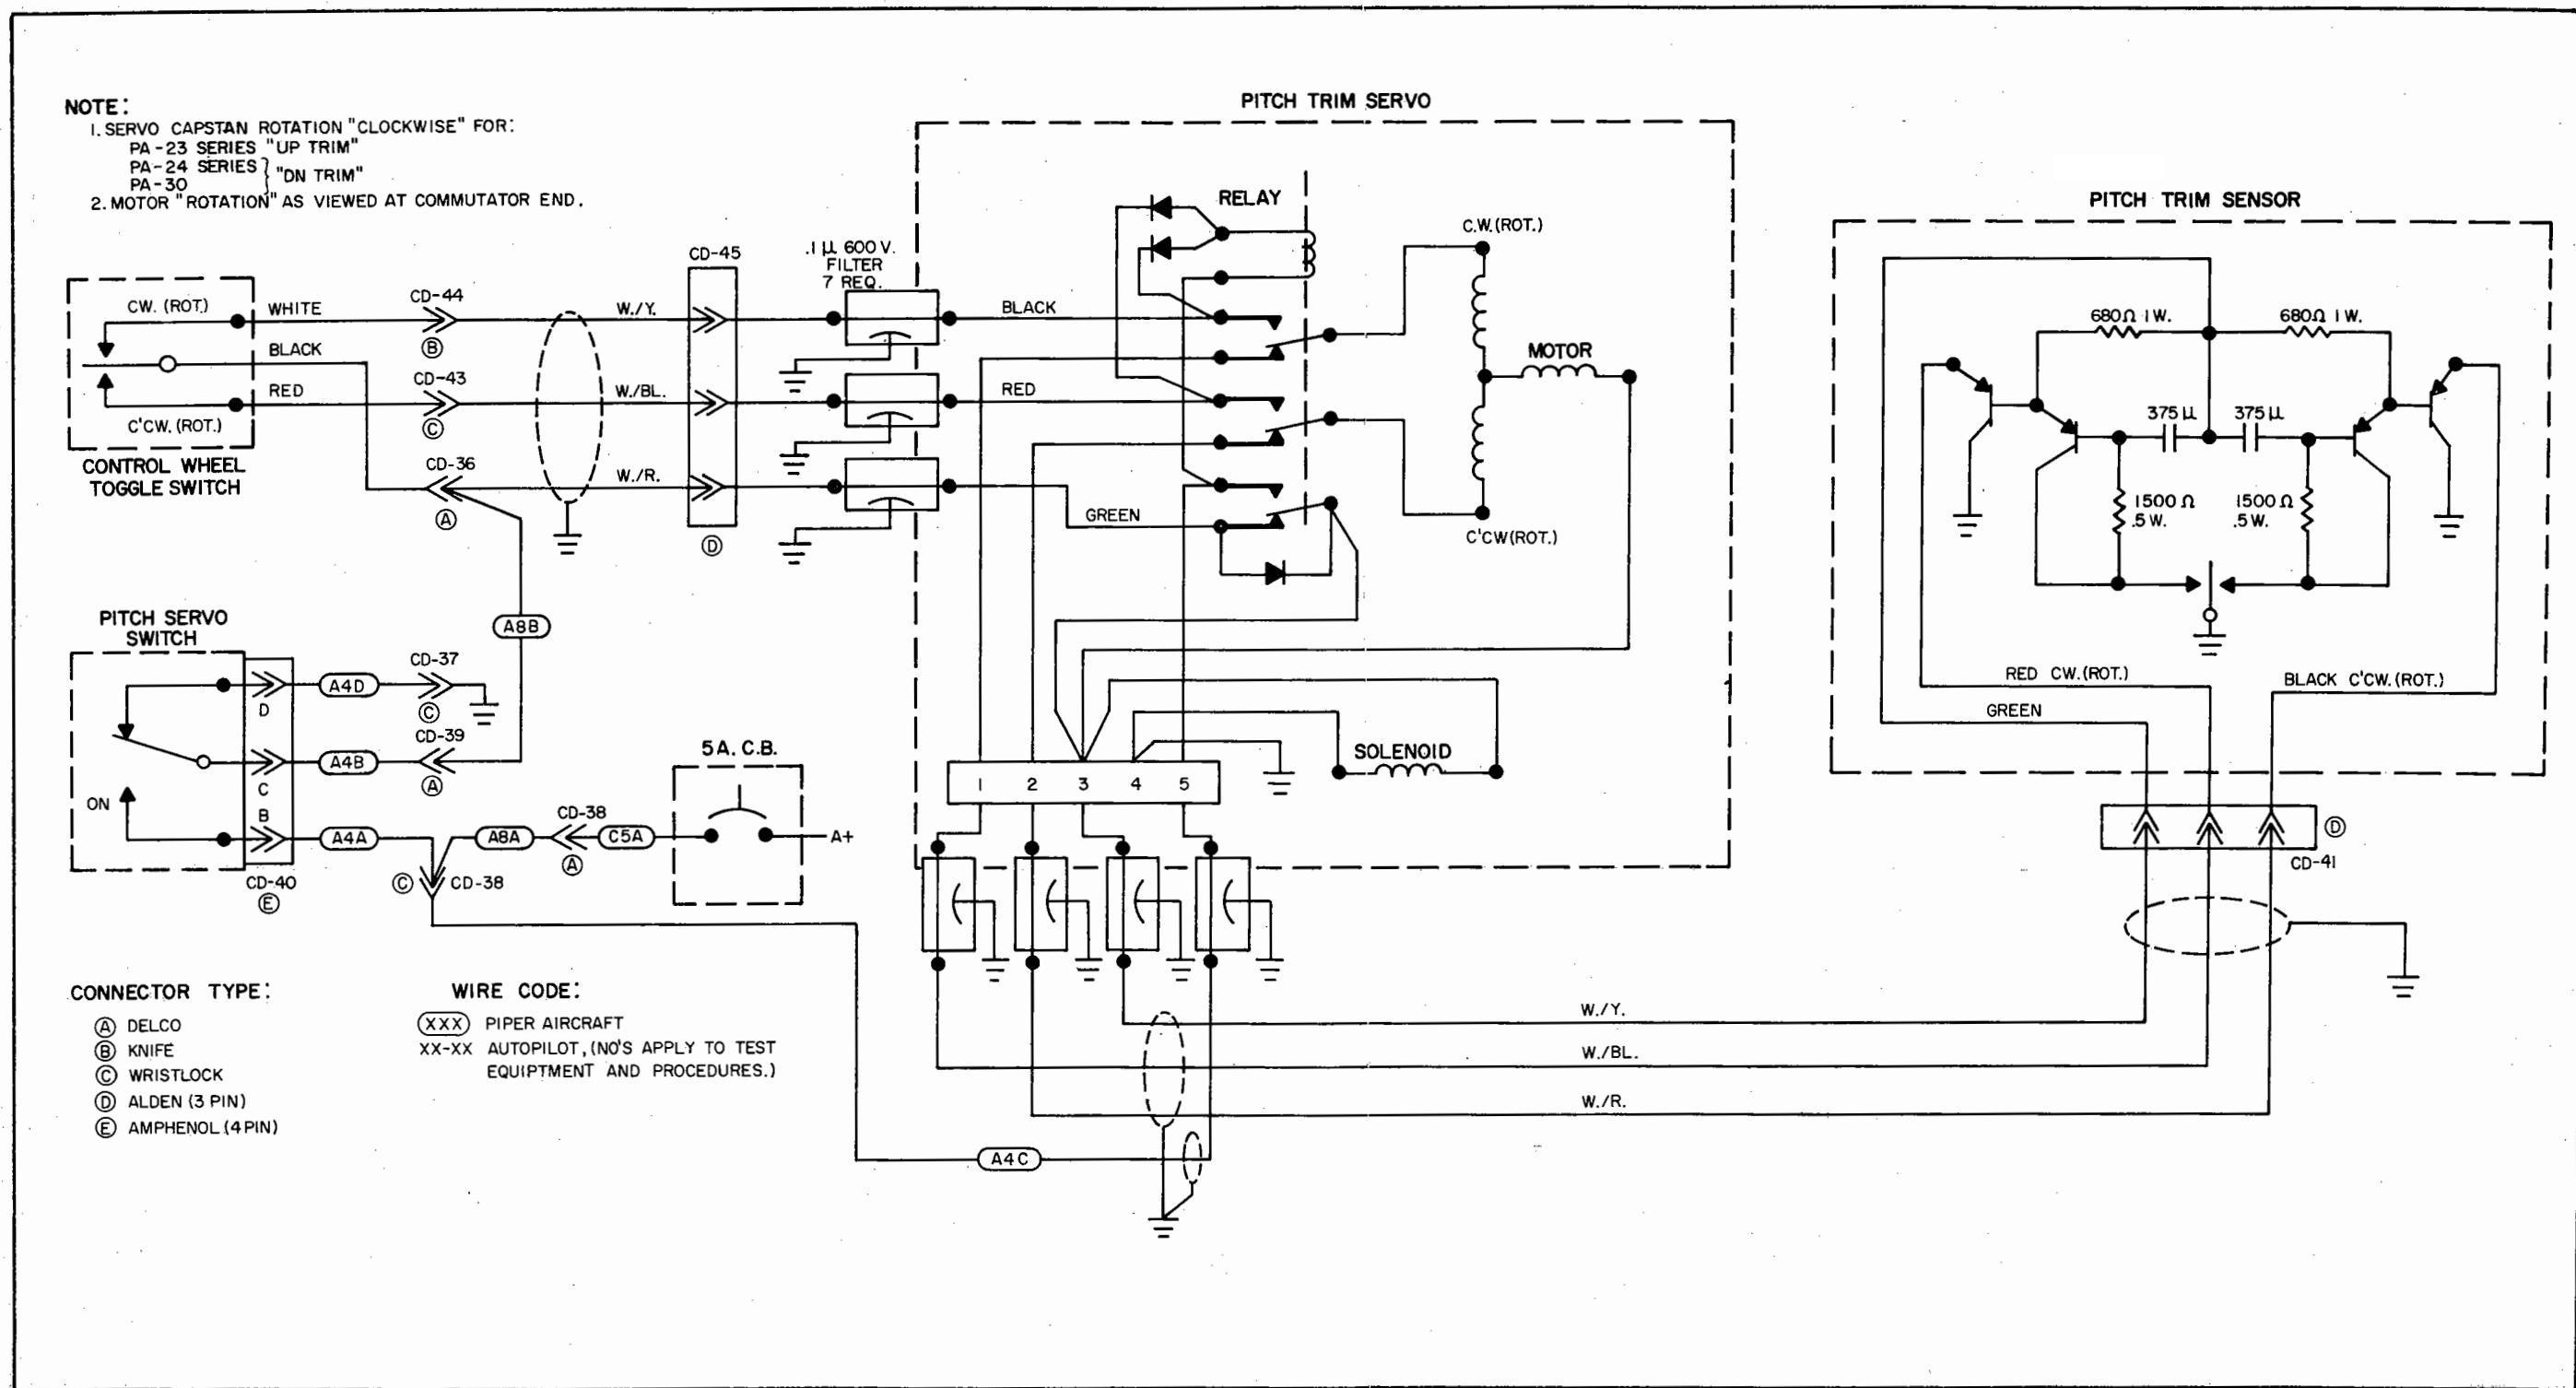 NOTE:
1. SERVO CAPSTAN ROTATION "CLOCKWISE" FOR:
PA-23 SERIES "UP TRIM"
PA-24 SERIES
PA-30
"DN TRIM"
2. MOTOR "ROTATION" AS VIEWED AT COMMUTATOR END.
CW. (ROT.)
C'CW. (ROT.)
CONTROL WHEEL
TOGGLE SWITCH
WHITE
BLACK
RED
CD-44
B
CD-43
C
CD-36
A
W./Y.
W./BL.
W./R.
CD-45
D
.1 µ 600 V.
FILTER
7 REQ.
PITCH TRIM SERVO
RELAY
BLACK
RED
GREEN
C.W. (ROT.)
MOTOR
C'CW (ROT.)
SOLENOID
1 2 3 4 5
PITCH TRIM SENSOR
680Ω 1 W.
680Ω 1 W.
375 µ
375 µ
1500 Ω
.5 W.
1500 Ω
.5 W.
RED CW. (ROT.)
BLACK C'CW. (ROT.)
GREEN
D
CD-41
PITCH SERVO
SWITCH
ON
D
C
B
CD-40
E
A4D
CD-37
C
A4B
CD-39
A
A8B
A4A
A8A
CD-38
A
C5A
C
CD-38
5A. C.B.
A+
W./Y.
W./BL.
W./R.
A4C
CONNECTOR TYPE:
A DELCO
B KNIFE
C WRISTLOCK
D ALDEN (3 PIN)
E AMPHENOL (4 PIN)
WIRE CODE:
XXX PIPER AIRCRAFT
XX-XX AUTOPILOT, (NO'S APPLY TO TEST
EQUIPTMENT AND PROCEDURES.)